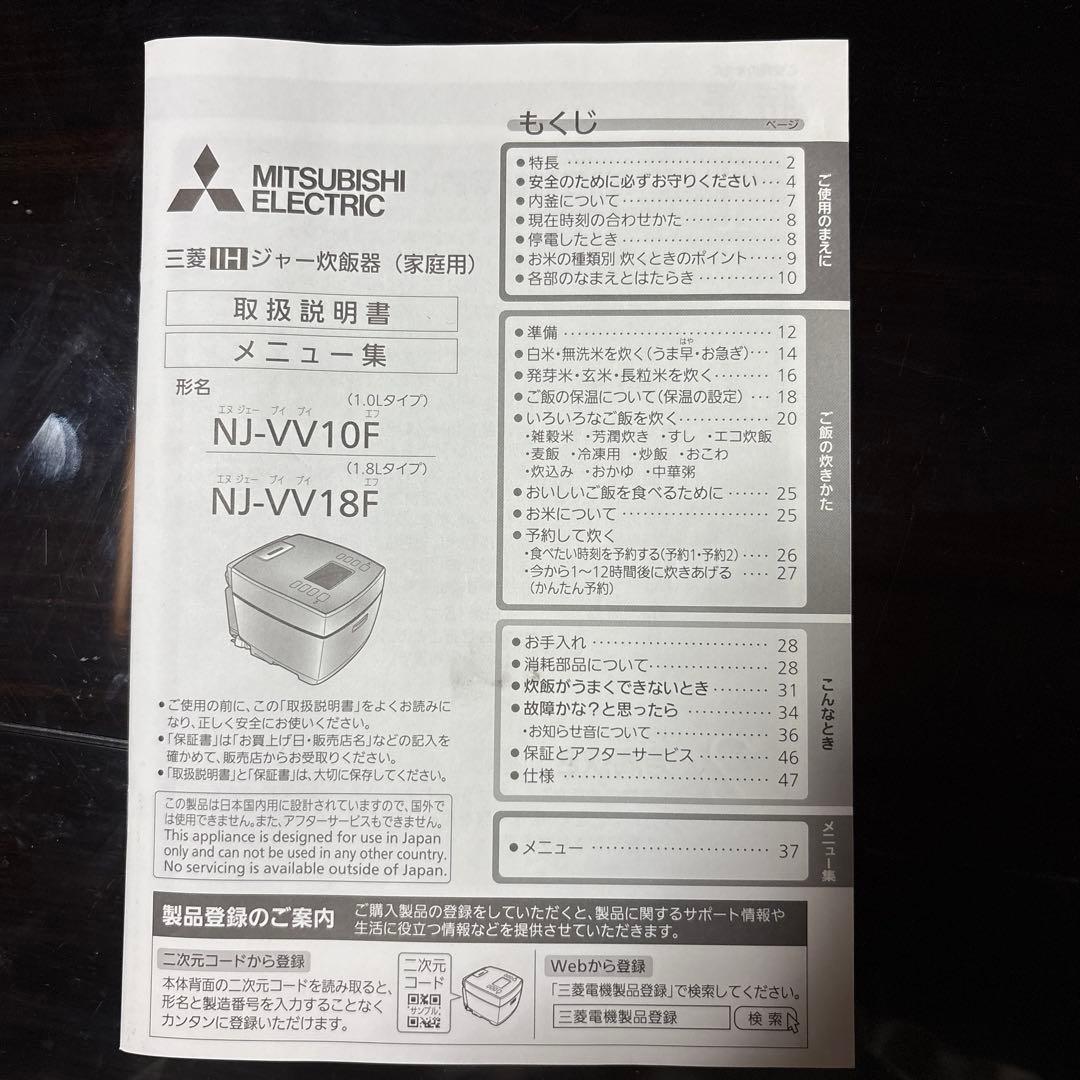 MITSUBISHI
ELECTRIC
三菱IHジャー炊飯器（家庭用）
取扱説明書
メニュー集
形名
（1.0Lタイプ）
エヌ ジェー ブイ ブイ エフ
NJ-VV10F
（1.8Lタイプ）
エヌ ジェー ブイ ブイ エフ
NJ-VV18F
●ご使用の前に、この「取扱説明書」をよくお読みに
なり、正しく安全にお使いください。
●「保証書」は「お買上げ日・販売店名」などの記入を
確かめて、販売店からお受取りください。
●「取扱説明書」と「保証書」は、大切に保存してください。
この製品は日本国内用に設計されていますので、国外で
は使用できません。また、アフターサービスもできません。
This appliance is designed for use in Japan
only and can not be used in any other country.
No servicing is available outside of Japan.
もくじ
ページ
ご使用のまえに
●特長 ‥‥‥ 2
●安全のために必ずお守りください ‥‥ 4
●内釜について ‥‥‥ 7
●現在時刻の合わせかた ‥‥‥ 8
●停電したとき ‥‥‥ 8
●お米の種類別 炊くときのポイント ‥‥‥ 9
●各部のなまえとはたらき ‥‥‥ 10
ご飯の炊きかた
●準備 ‥‥‥ 12
はや
●白米・無洗米を炊く（うま早・お急ぎ） ‥‥ 14
●発芽米・玄米・長粒米を炊く ‥‥‥ 16
●ご飯の保温について（保温の設定） ‥‥ 18
●いろいろなご飯を炊く ‥‥‥ 20
・雑穀米 ・芳潤炊き ・すし ・エコ炊飯
・麦飯 ・冷凍用 ・炒飯 ・おこわ
・炊込み ・おかゆ ・中華粥
●おいしいご飯を食べるために ‥‥‥ 25
●お米について ‥‥‥ 25
●予約して炊く
・食べたい時刻を予約する（予約1・予約2） ‥‥ 26
・今から1～12時間後に炊きあげる ‥‥ 27
（かんたん予約）
こんなとき
●お手入れ ‥‥‥ 28
●消耗部品について ‥‥‥ 28
●炊飯がうまくできないとき ‥‥‥ 31
●故障かな？と思ったら ‥‥‥ 34
・お知らせ音について ‥‥‥ 36
●保証とアフターサービス ‥‥‥ 46
●仕様 ‥‥‥ 47
メニュー集
●メニュー ‥‥‥ 37
製品登録のご案内
ご購入製品の登録をしていただくと、製品に関するサポート情報や
生活に役立つ情報などを提供させていただきます。
二次元コードから登録
本体背面の二次元コードを読み取ると、
形名と製造番号を入力することなく
カンタンに登録いただけます。
二次元
コード
サンプル
Webから登録
「三菱電機製品登録」で検索してください。
三菱電機製品登録 検索